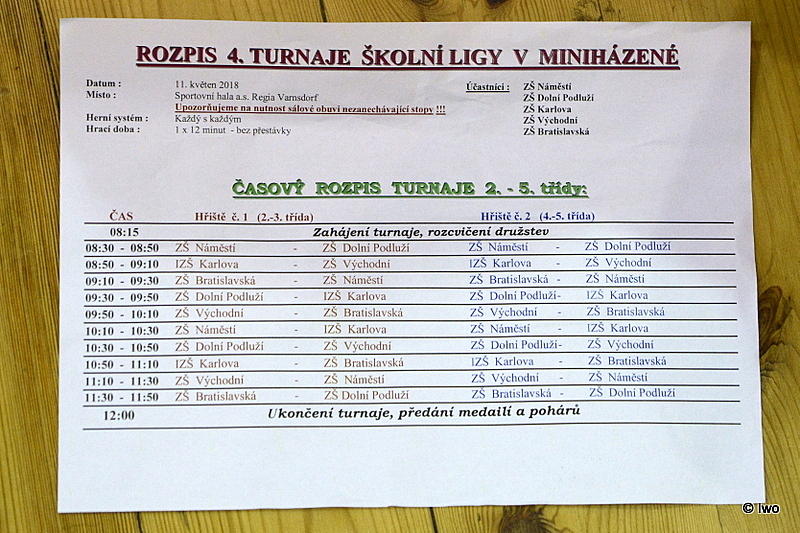 ROZPIS 4. TURNAJE ŠKOLNÍ LIGY V MINIHÁZENÉ
Datum : 11. květen 2018 Účastníci : ZŠ Náměstí
Místo : Sportovní hala a.s. Regia Varnsdorf ZŠ Dolní Podluží
Upozorňujeme na nutnost sálové obuvi nezanechávající stopy !!! ZŠ Karlova
Herní systém : Každý s každým ZŠ Východní
Hrací doba : 1 x 12 minut - bez přestávky ZŠ Bratislavská
ČASOVÝ ROZPIS TURNAJE 2. - 5. třídy:
ČAS Hřiště č. 1 (2.-3. třída) Hřiště č. 2 (4.-5. třída)
08:15 Zahájení turnaje, rozcvičení družstev
08:30 - 08:50 ZŠ Náměstí - ZŠ Dolní Podluží ZŠ Náměstí - ZŠ Dolní Podluží
08:50 - 09:10 IZŠ Karlova - ZŠ Východní IZŠ Karlova - ZŠ Východní
09:10 - 09:30 ZŠ Bratislavská - ZŠ Náměstí ZŠ Bratislavská - ZŠ Náměstí
09:30 - 09:50 ZŠ Dolní Podluží - IZŠ Karlova ZŠ Dolní Podluží- IZŠ Karlova
09:50 - 10:10 ZŠ Východní - ZŠ Bratislavská ZŠ Východní - ZŠ Bratislavská
10:10 - 10:30 ZŠ Náměstí - IZŠ Karlova ZŠ Náměstí - IZŠ Karlova
10:30 - 10:50 ZŠ Dolní Podluží - ZŠ Východní ZŠ Dolní Podluží- ZŠ Východní
10:50 - 11:10 IZŠ Karlova - ZŠ Bratislavská IZŠ Karlova - ZŠ Bratislavská
11:10 - 11:30 ZŠ Východní - ZŠ Náměstí ZŠ Východní - ZŠ Náměstí
11:30 - 11:50 ZŠ Bratislavská - ZŠ Dolní Podluží ZŠ Bratislavská - ZŠ Dolní Podluží
12:00 Ukončení turnaje, předání medailí a pohárů
© Iwo